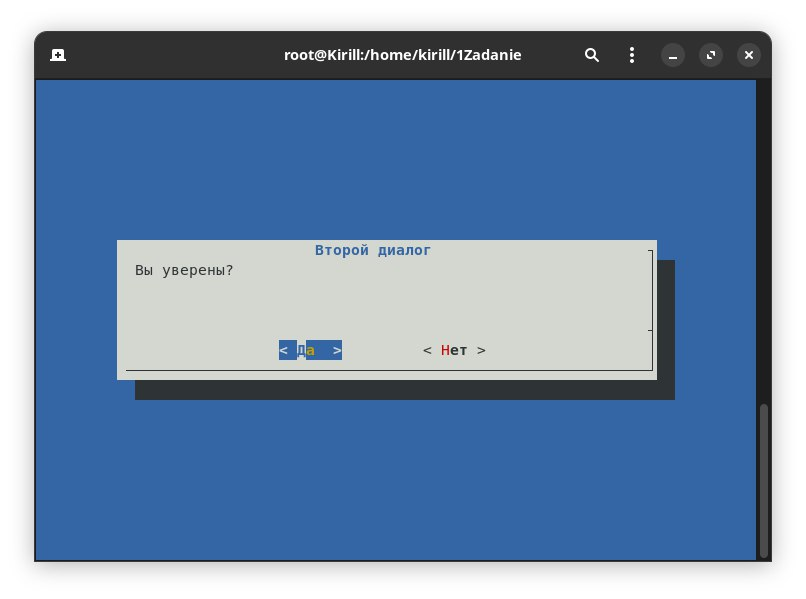 root@Kirill:/home/kirill/1Zadanie
Второй диалог
Вы уверены?
< Да > < Нет >